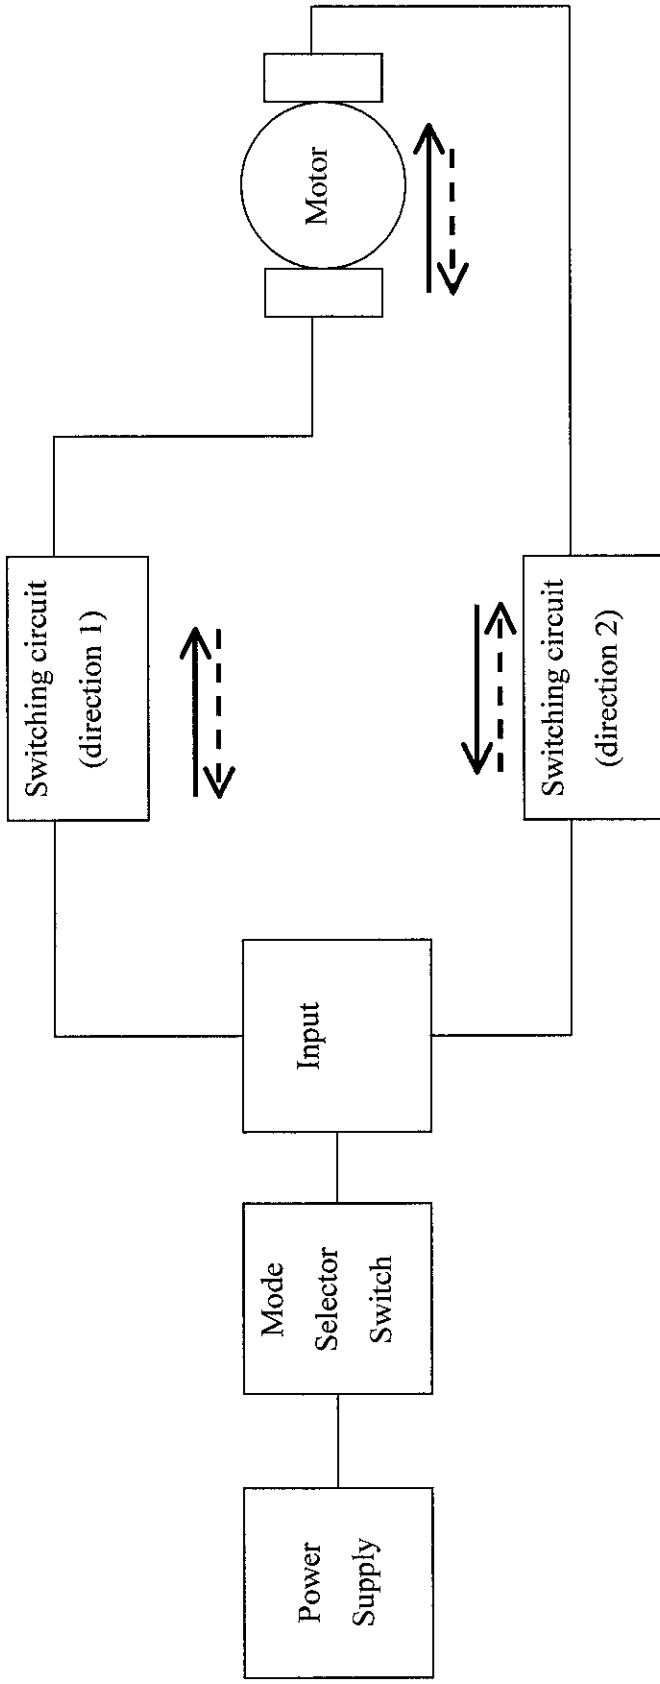 Power
Supply
Mode
Selector
Switch
Input
Switching circuit
(direction 1)
Switching circuit
(direction 2)
Motor